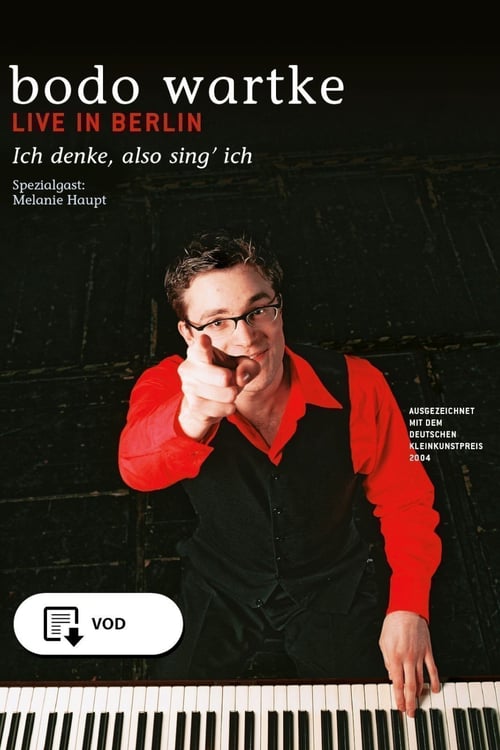 bodo wartke
LIVE IN BERLIN
Ich denke, also sing' ich
Spezialgast:
Melanie Haupt
AUSGEZEICHNET
MIT DEM
DEUTSCHEN
KLEINKUNSTPREIS
2004
VOD